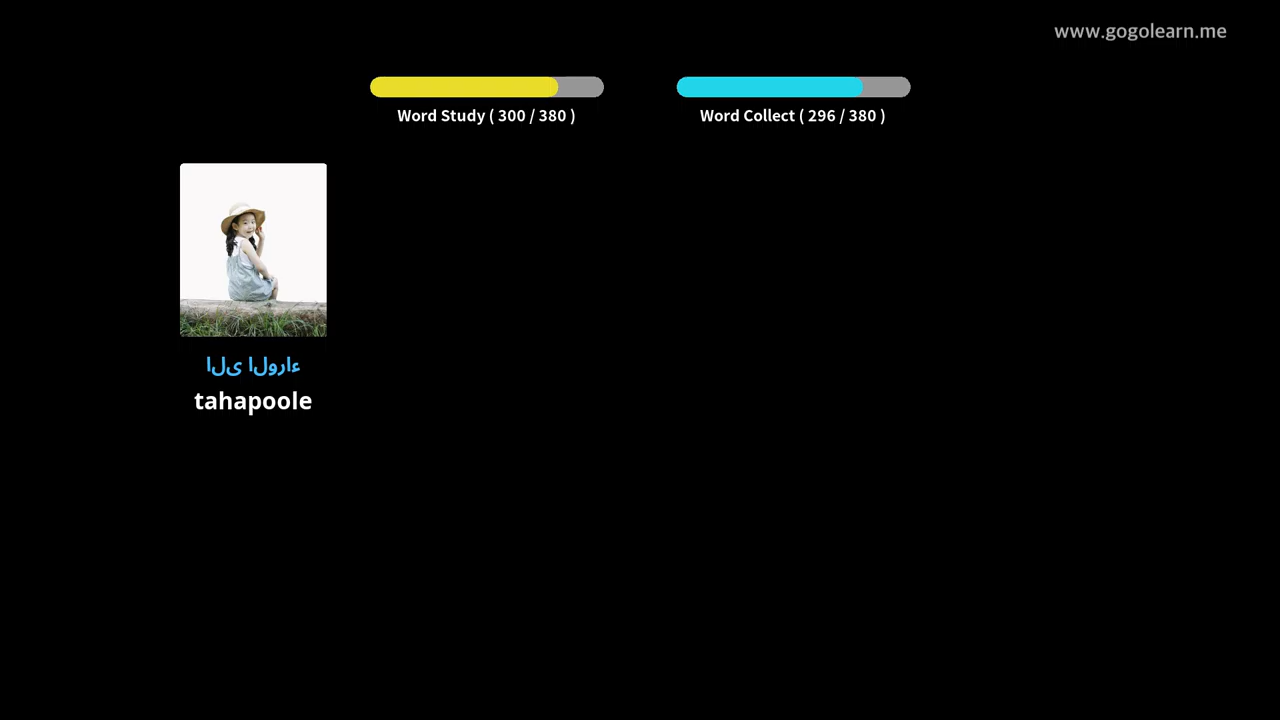 www.gogolearn.me
Word Study ( 300 / 380 )
Word Collect ( 296 / 380 )
الى الوراء
tahapoole